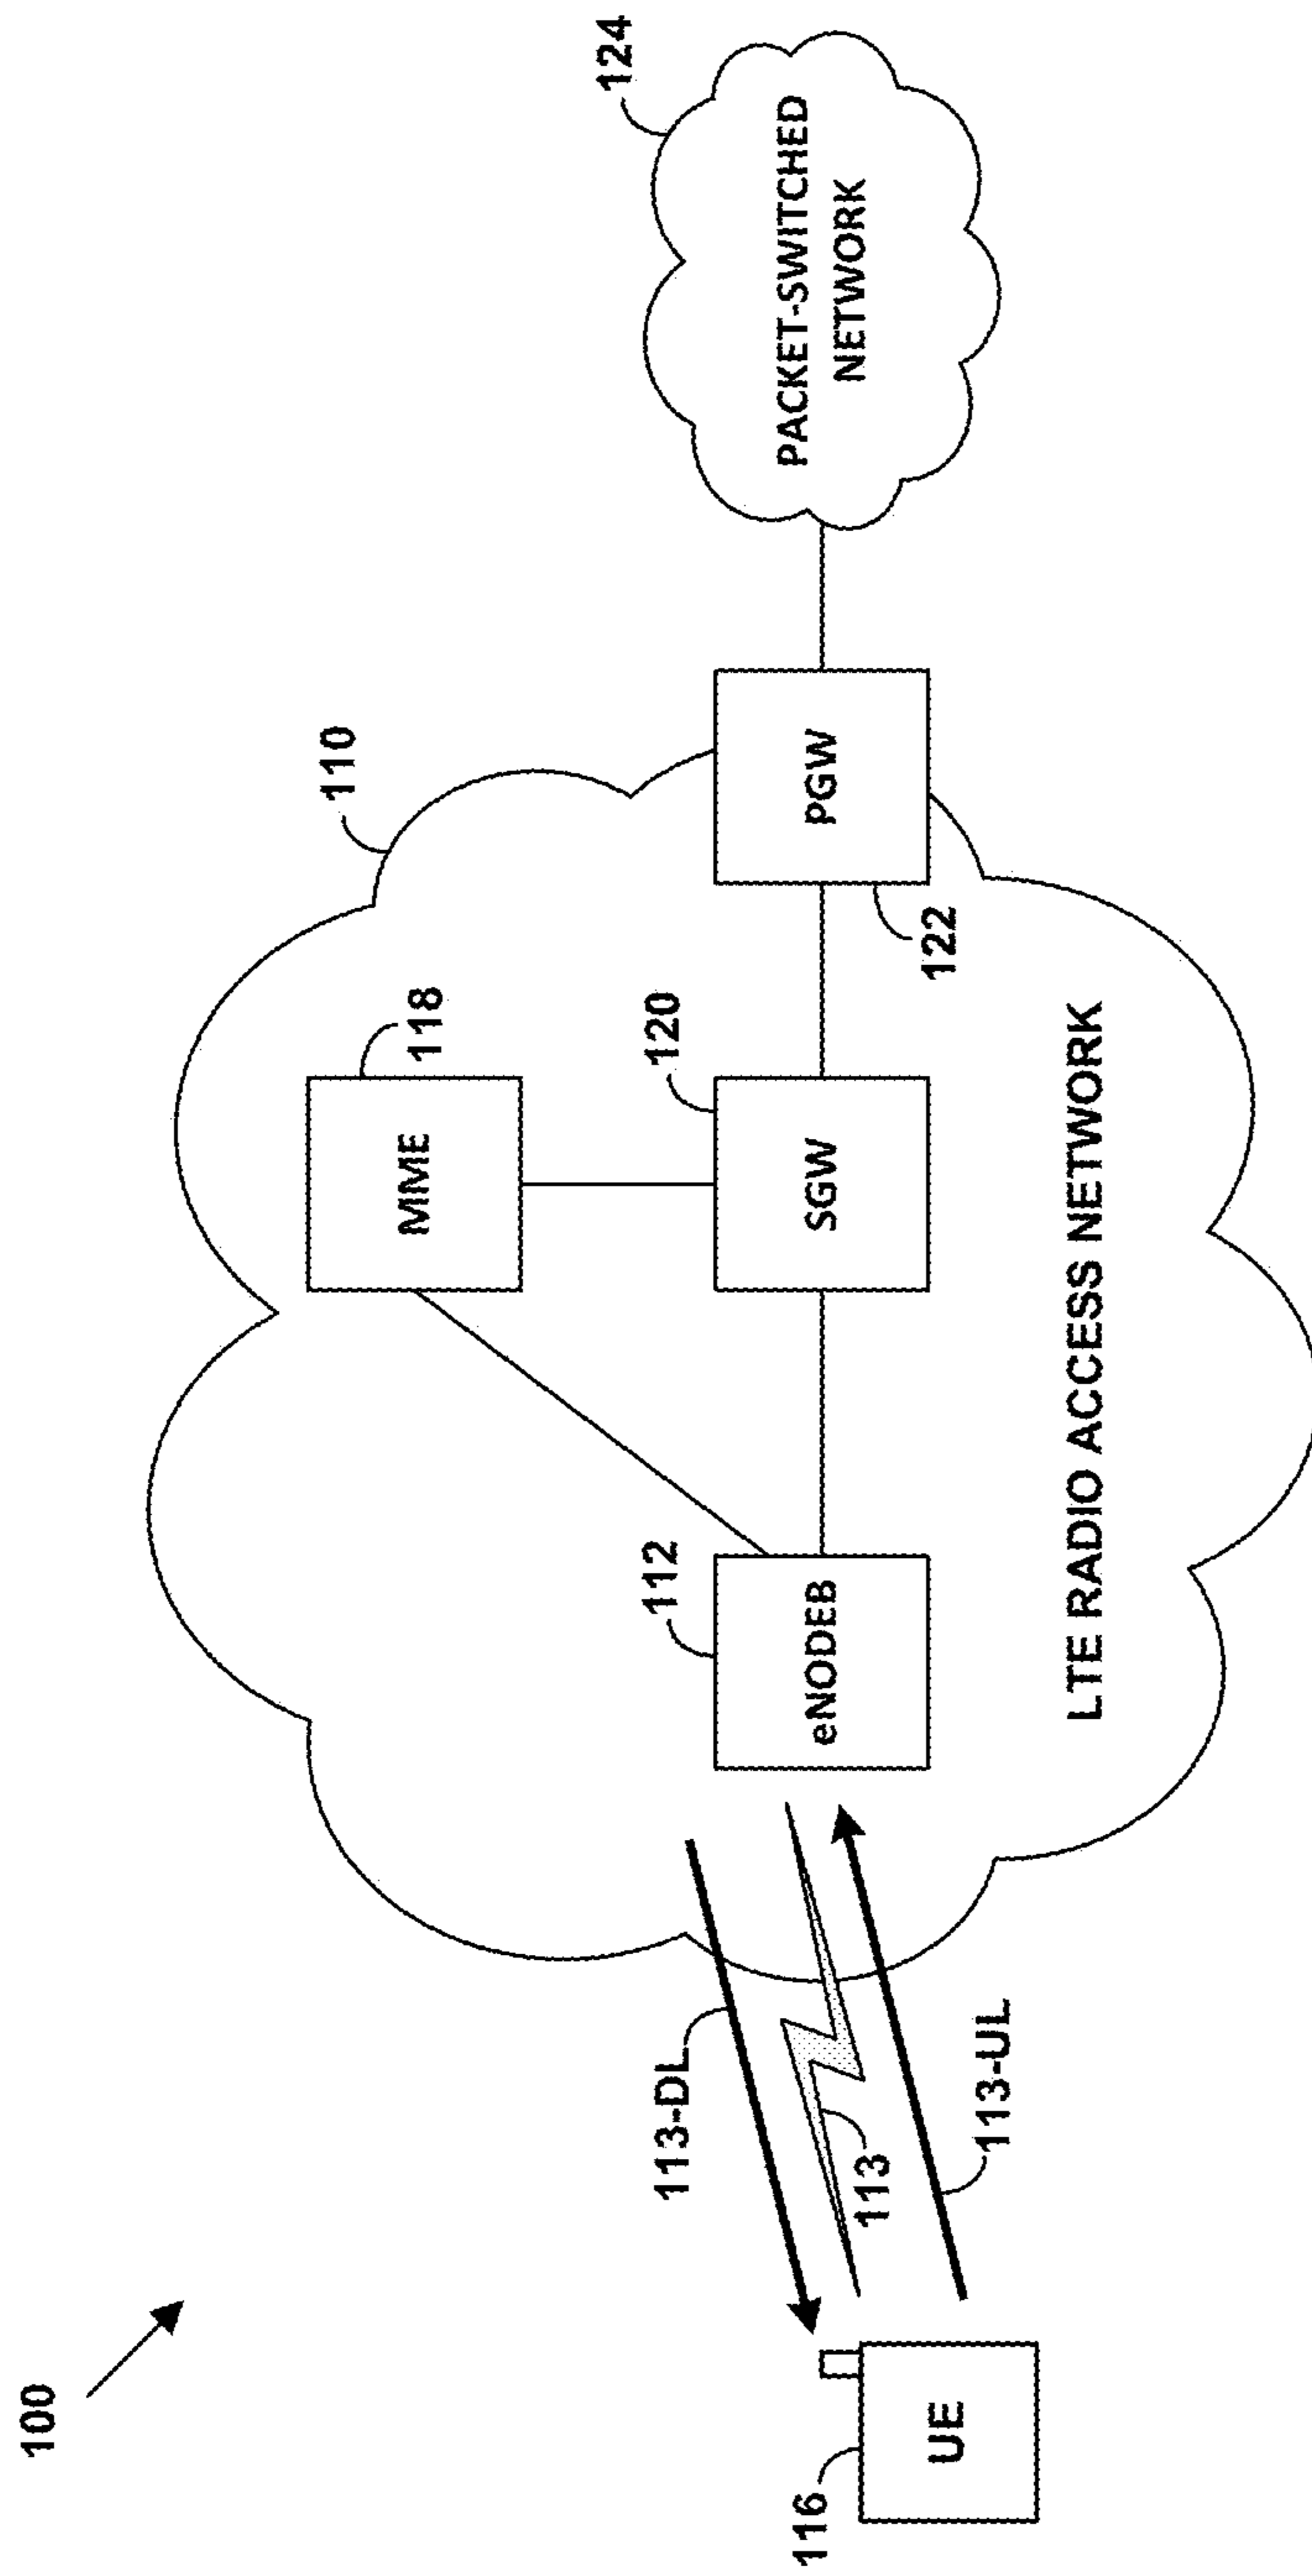 100
110
124
MME
118
PACKET-SWITCHED
NETWORK
112
120
113-DL
116
UE
113
eNODEB
SGW
PGW
122
113-UL
LTE RADIO ACCESS NETWORK